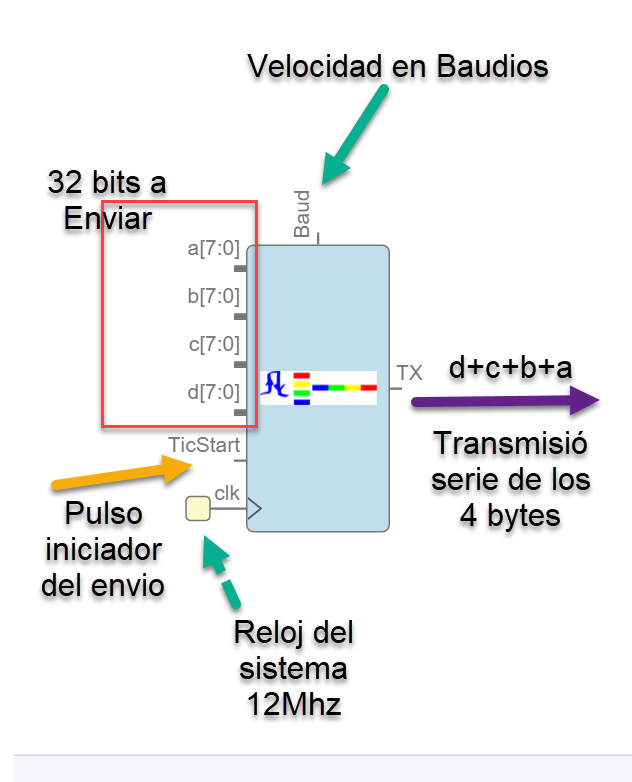 Velocidad en Baudios
32 bits a
Enviar
Baud
a[7:0]
b[7:0]
c[7:0]
d[7:0]
TX
d+c+b+a
TicStart
Transmisió
serie de los
4 bytes
clk
Pulso
iniciador
del envio
Reloj del
sistema
12Mhz